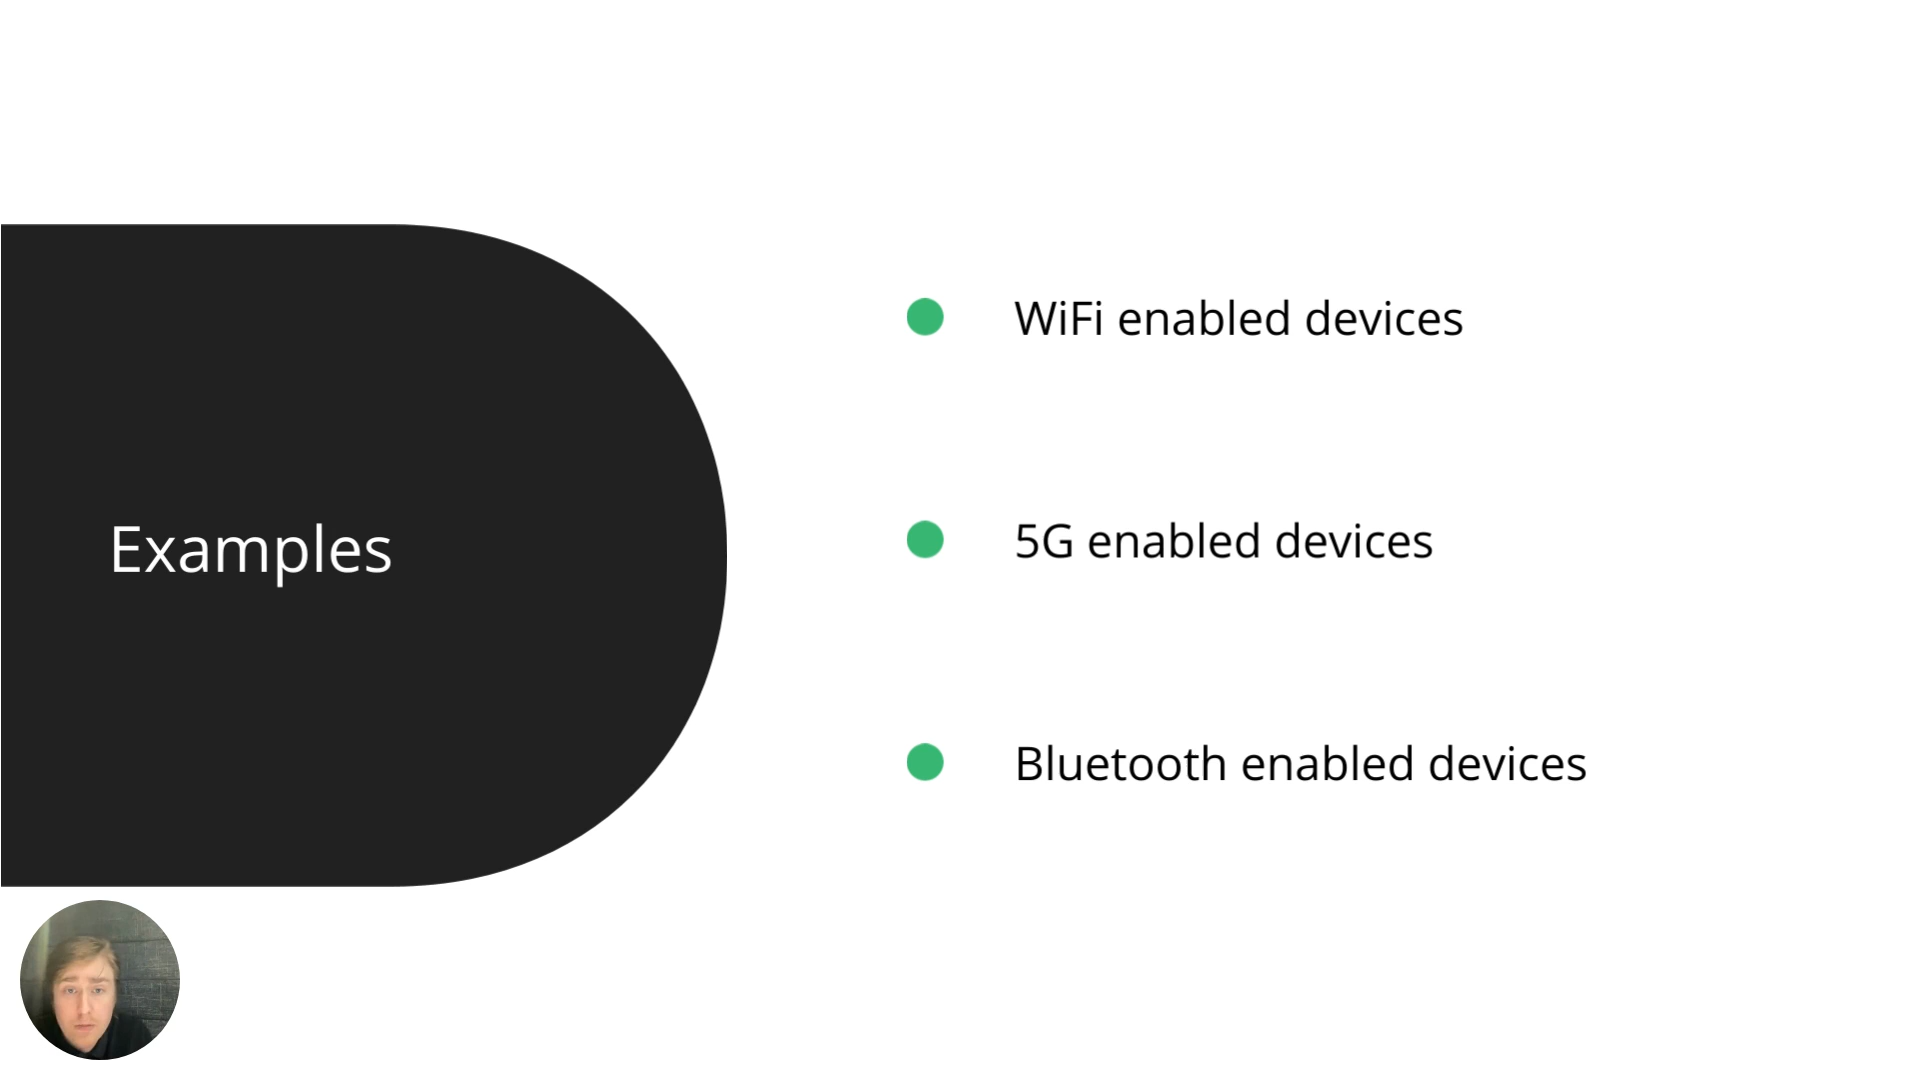 Examples
WiFi enabled devices
5G enabled devices
Bluetooth enabled devices